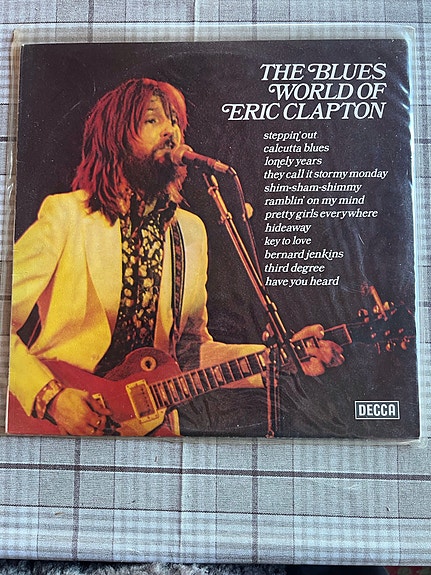 THE BLUES
WORLD OF
ERIC CLAPTON
steppin' out
calcutta blues
lonely years
they call it stormy monday
shim-sham-shimmy
ramblin' on my mind
pretty girls everywhere
hideaway
key to love
bernard jenkins
third degree
have you heard
DECCA